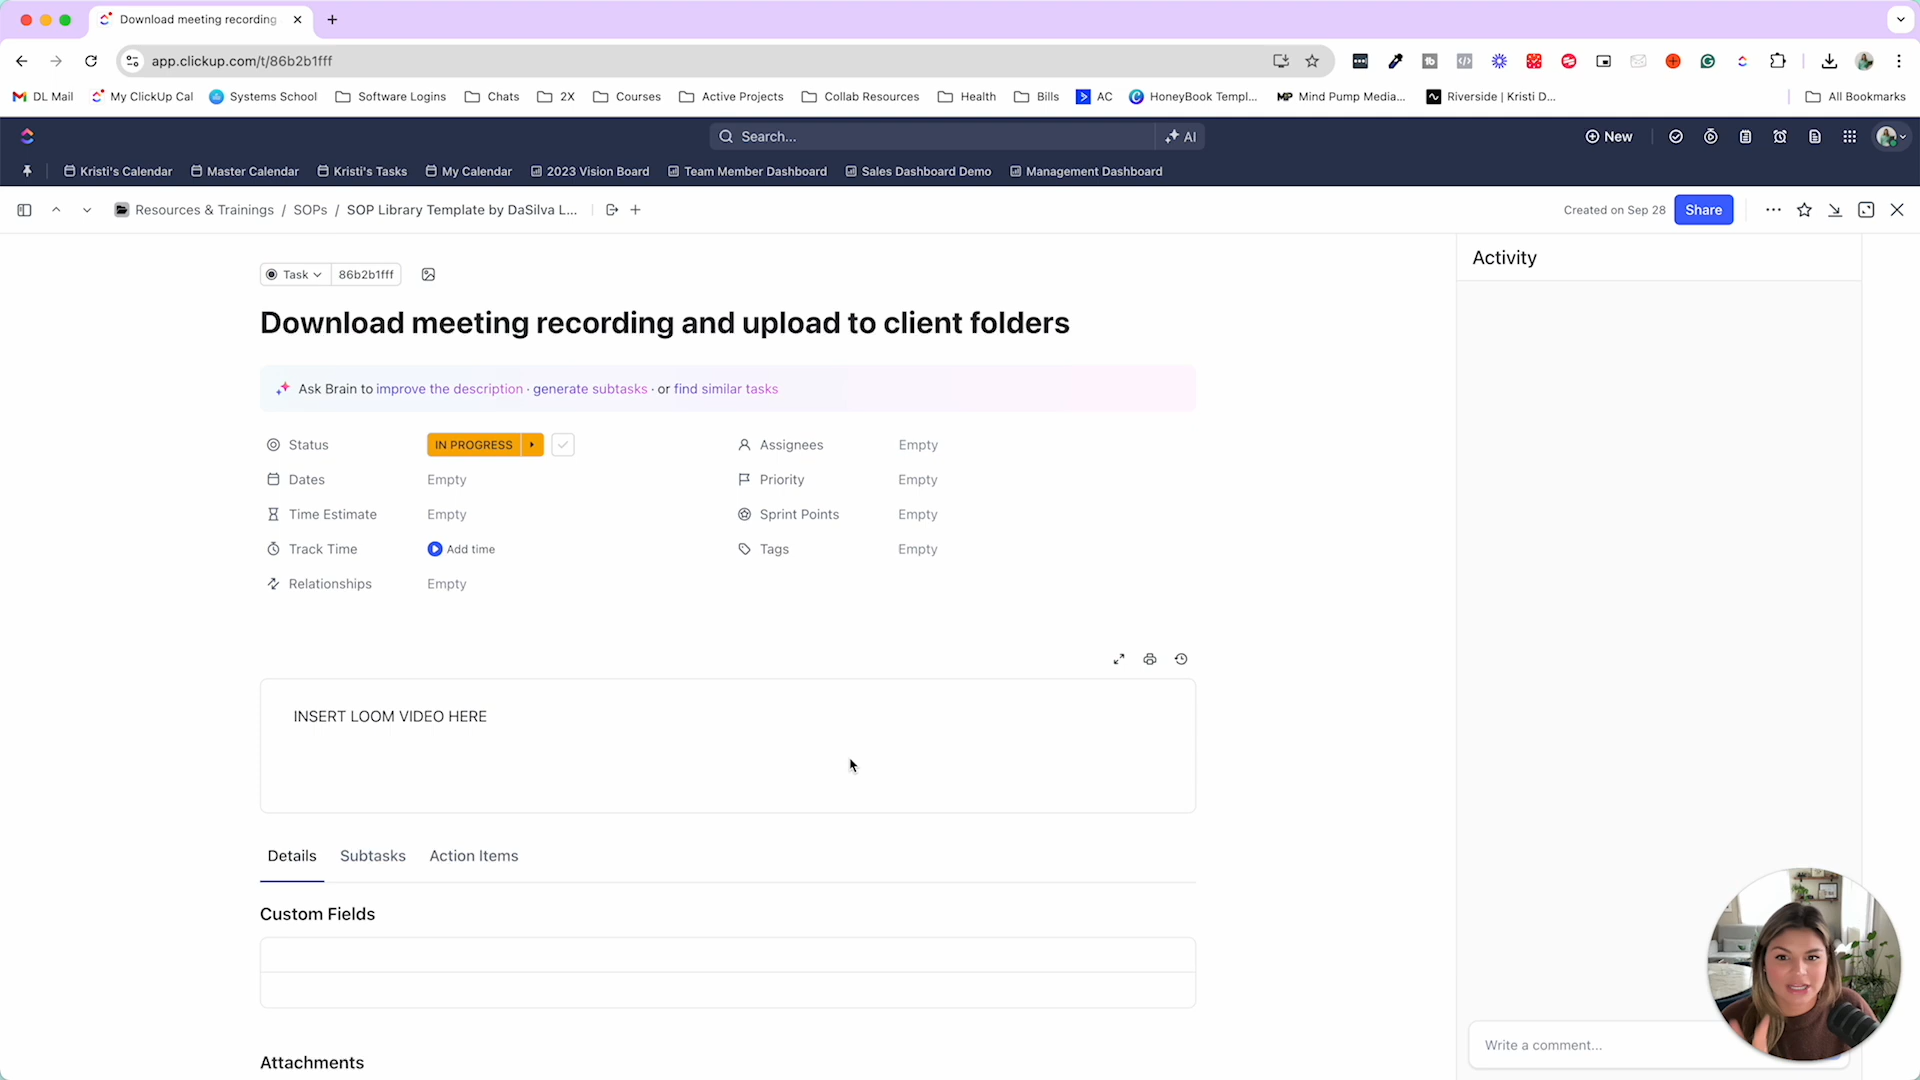 Download meeting recording
app.clickup.com/t/86b2b1fff
DL Mail
My ClickUp Cal
Systems School
Software Logins
Chats
2X
Courses
Active Projects
Collab Resources
Health
Bills
AC
HoneyBook Templ...
MP Mind Pump Media...
Riverside | Kristi D...
All Bookmarks
Search...
AI
New
Kristi's Calendar
Master Calendar
Kristi's Tasks
My Calendar
2023 Vision Board
Team Member Dashboard
Sales Dashboard Demo
Management Dashboard
Resources & Trainings / SOPs / SOP Library Template by DaSilva L...
Created on Sep 28
Share
Task
86b2b1fff
Activity
Download meeting recording and upload to client folders
Ask Brain to improve the description · generate subtasks · or find similar tasks
Status
IN PROGRESS
Assignees
Empty
Dates
Empty
Priority
Empty
Time Estimate
Empty
Sprint Points
Empty
Track Time
Add time
Tags
Empty
Relationships
Empty
INSERT LOOM VIDEO HERE
Details
Subtasks
Action Items
Custom Fields
Attachments
Write a comment...